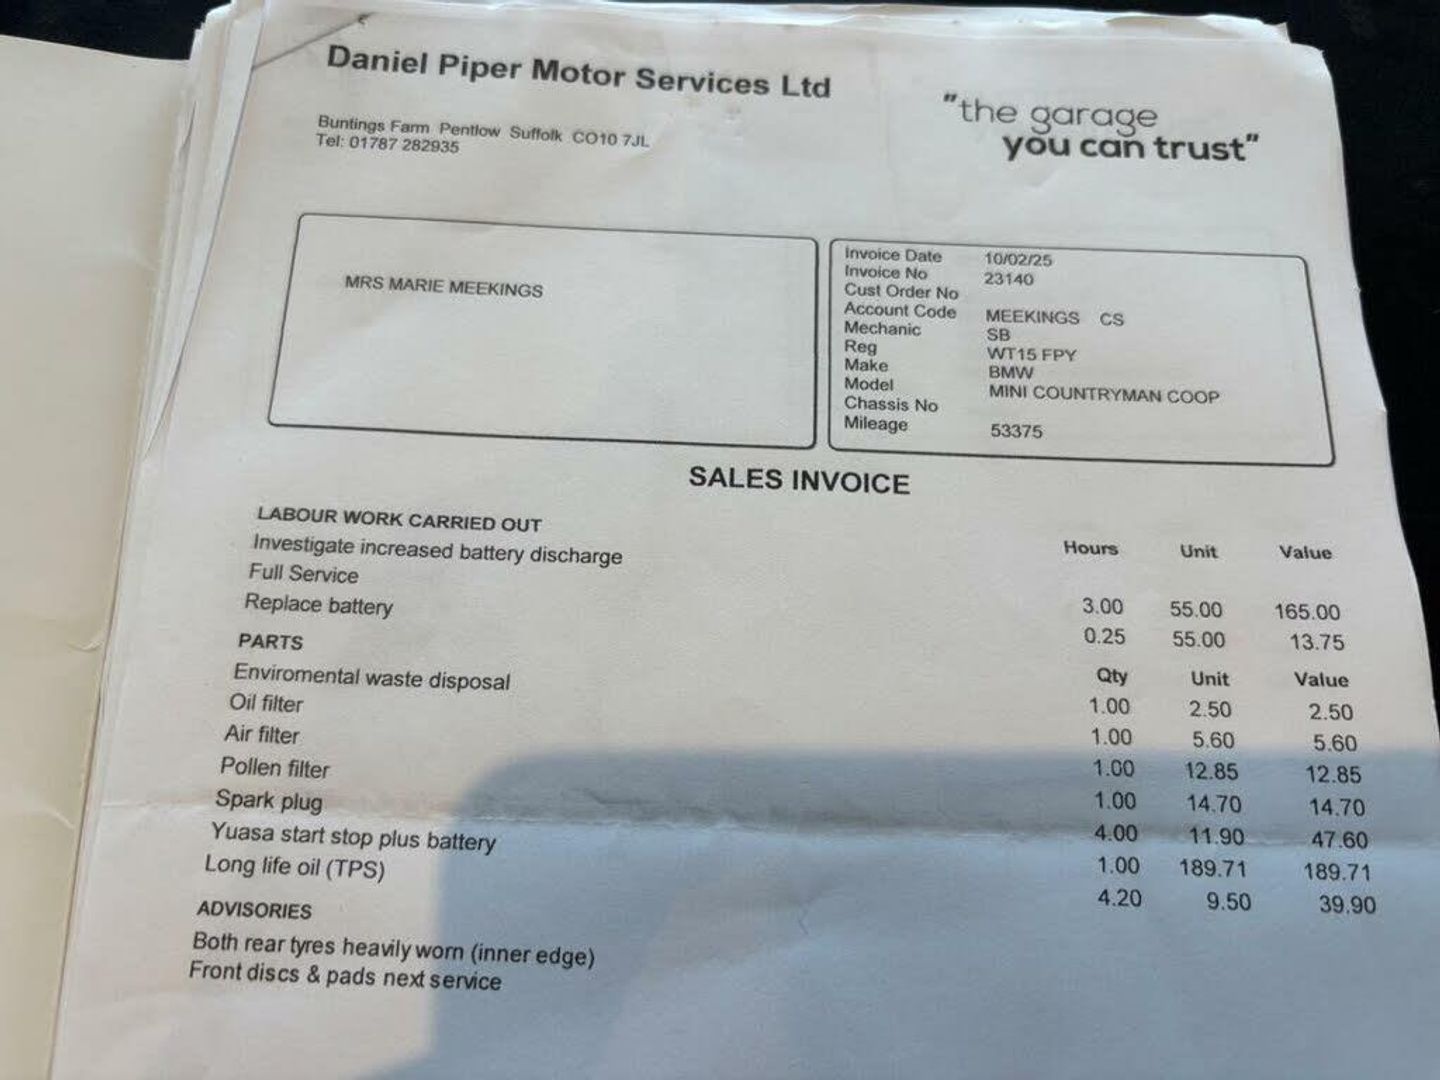 Daniel Piper Motor Services Ltd
"the garage
you can trust"
Buntings Farm Pentlow Suffolk CO10 7JL
Tel: 01787 282935
MRS MARIE MEEKINGS
Invoice Date 10/02/25
Invoice No 23140
Cust Order No
Account Code MEEKINGS CS
Mechanic SB
Reg WT15 FPY
Make BMW
Model MINI COUNTRYMAN COOP
Chassis No
Mileage 53375
SALES INVOICE
LABOUR WORK CARRIED OUT Hours Unit Value
Investigate increased battery discharge
Full Service 3.00 55.00 165.00
Replace battery 0.25 55.00 13.75
PARTS Qty Unit Value
Enviromental waste disposal 1.00 2.50 2.50
Oil filter 1.00 5.60 5.60
Air filter 1.00 12.85 12.85
Pollen filter 1.00 14.70 14.70
Spark plug 4.00 11.90 47.60
Yuasa start stop plus battery 1.00 189.71 189.71
Long life oil (TPS) 4.20 9.50 39.90
ADVISORIES
Both rear tyres heavily worn (inner edge)
Front discs & pads next service